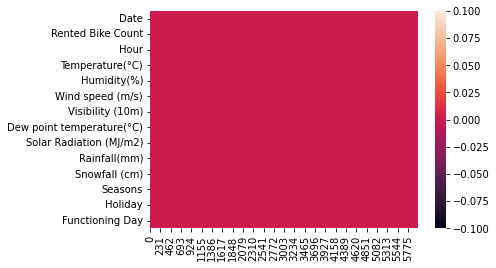 Date
Rented Bike Count
Hour
Temperature(°C)
Humidity(%)
Wind speed (m/s)
Visibility (10m)
Dew point temperature(°C)
Solar Radiation (MJ/m2)
Rainfall(mm)
Snowfall (cm)
Seasons
Holiday
Functioning Day
0
231
462
693
924
1155
1386
1617
1848
2079
2310
2541
2772
3003
3234
3465
3696
3927
4158
4389
4620
4851
5082
5313
5544
5775
0.100
0.075
0.050
0.025
0.000
−0.025
−0.050
−0.075
−0.100